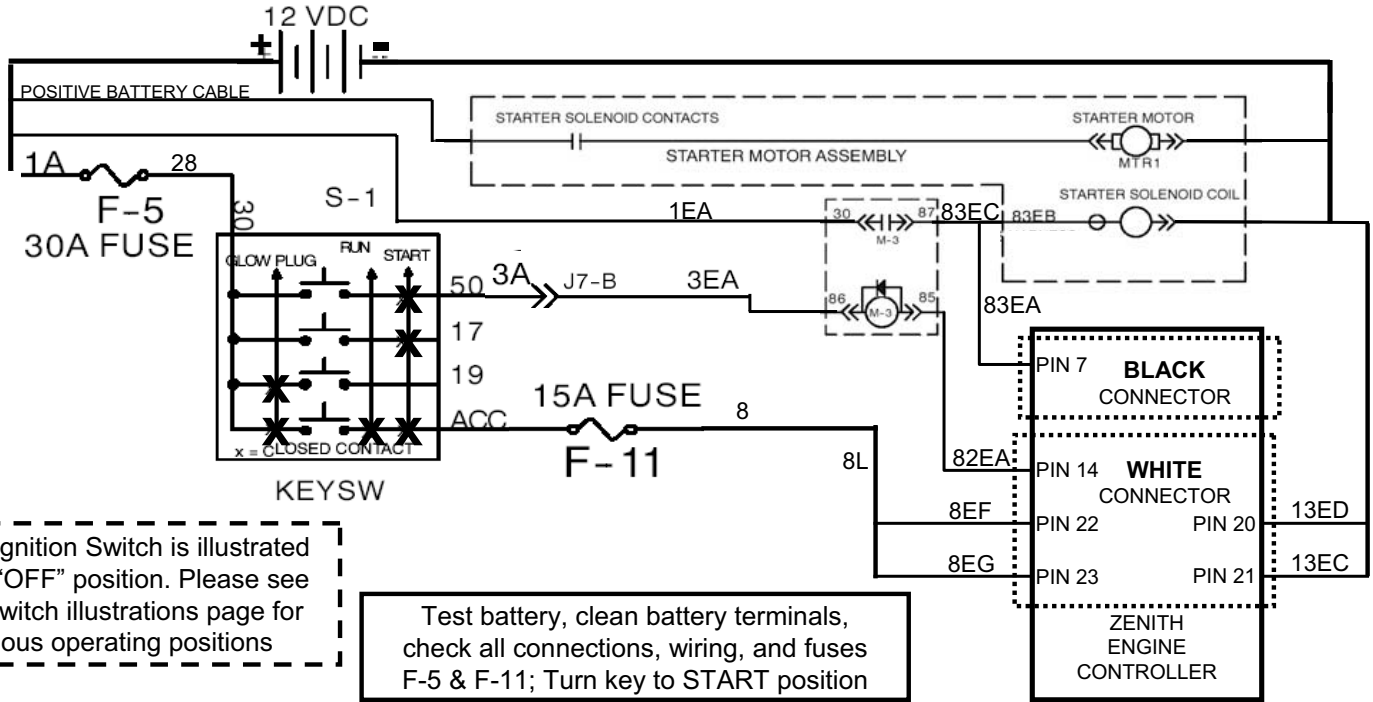 12 VDC
+
-
POSITIVE BATTERY CABLE
STARTER SOLENOID CONTACTS
STARTER MOTOR
MTR1
STARTER MOTOR ASSEMBLY
1A
28
F-5
30A FUSE
30
S-1
STARTER SOLENOID COIL
1EA
30
87
83EC
83EB
M-3
GLOW PLUG
RUN
START
50
3A
J7-B
3EA
86
85
M-3
83EA
17
19
ACC
x = CLOSED CONTACT
KEYSW
15A FUSE
F-11
8
8L
82EA
8EF
8EG
PIN 7
BLACK
CONNECTOR
PIN 14
WHITE
CONNECTOR
PIN 22
PIN 20
13ED
PIN 23
PIN 21
13EC
ZENITH
ENGINE
CONTROLLER
gnition Switch is illustrated
"OFF" position. Please see
witch illustrations page for
ous operating positions
Test battery, clean battery terminals,
check all connections, wiring, and fuses
F-5 & F-11; Turn key to START position